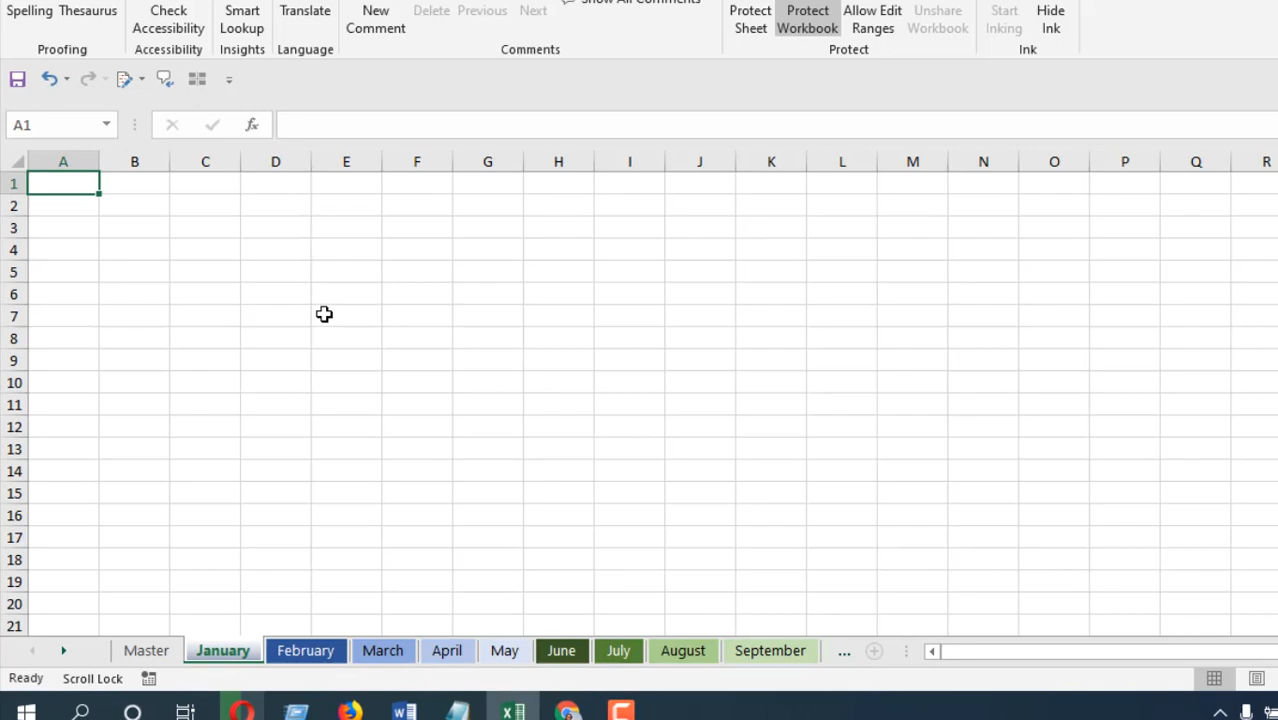 Show All Comments
Spelling Thesaurus
Check Accessibility
Smart Lookup
Translate
New Comment
Delete Previous Next
Protect Sheet
Protect Workbook
Allow Edit Ranges
Unshare Workbook
Start Inking
Hide Ink
Proofing Accessibility Insights Language Comments Protect Ink
A1 fx
A B C D E F G H I J K L M N O P Q R
1
2
3
4
5
6
7
8
9
10
11
12
13
14
15
16
17
18
19
20
21
Master January February March April May June July August September ...
Ready Scroll Lock